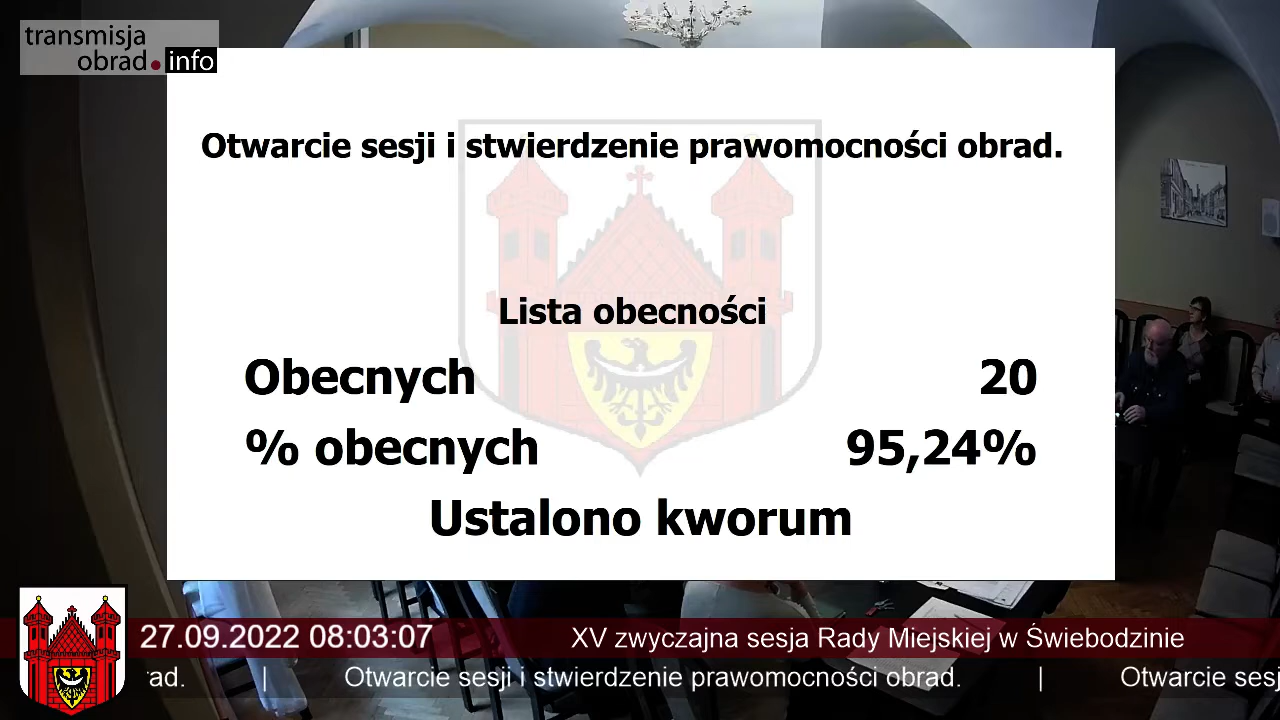 transmisja
obrad.info
Otwarcie sesji i stwierdzenie prawomocności obrad.
Lista obecności
Obecnych 20
% obecnych 95,24%
Ustalono kworum
27.09.2022 08:03:07 XV zwyczajna sesja Rady Miejskiej w Świebodzinie
rad. | Otwarcie sesji i stwierdzenie prawomocności obrad. | Otwarcie sesj